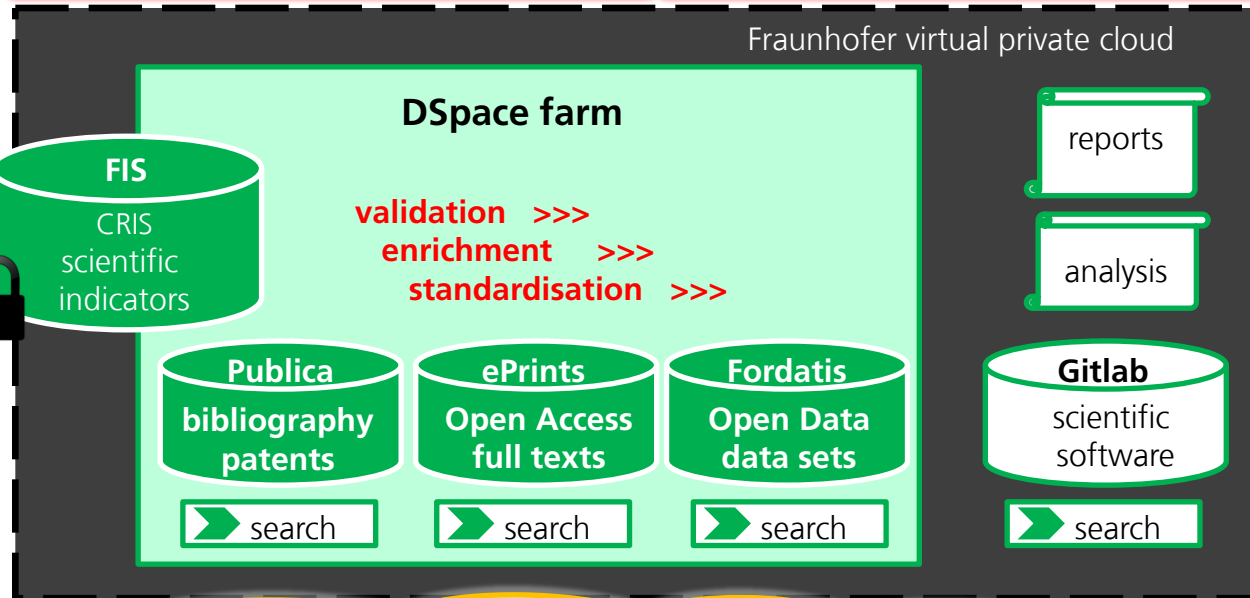 Fraunhofer virtual private cloud
DSpace farm
FIS
CRIS
scientific
indicators
validation >>>
enrichment >>>
standardisation >>>
Publica
bibliography
patents
search
ePrints
Open Access
full texts
search
Fordatis
Open Data
data sets
search
reports
analysis
Gitlab
scientific
software
search